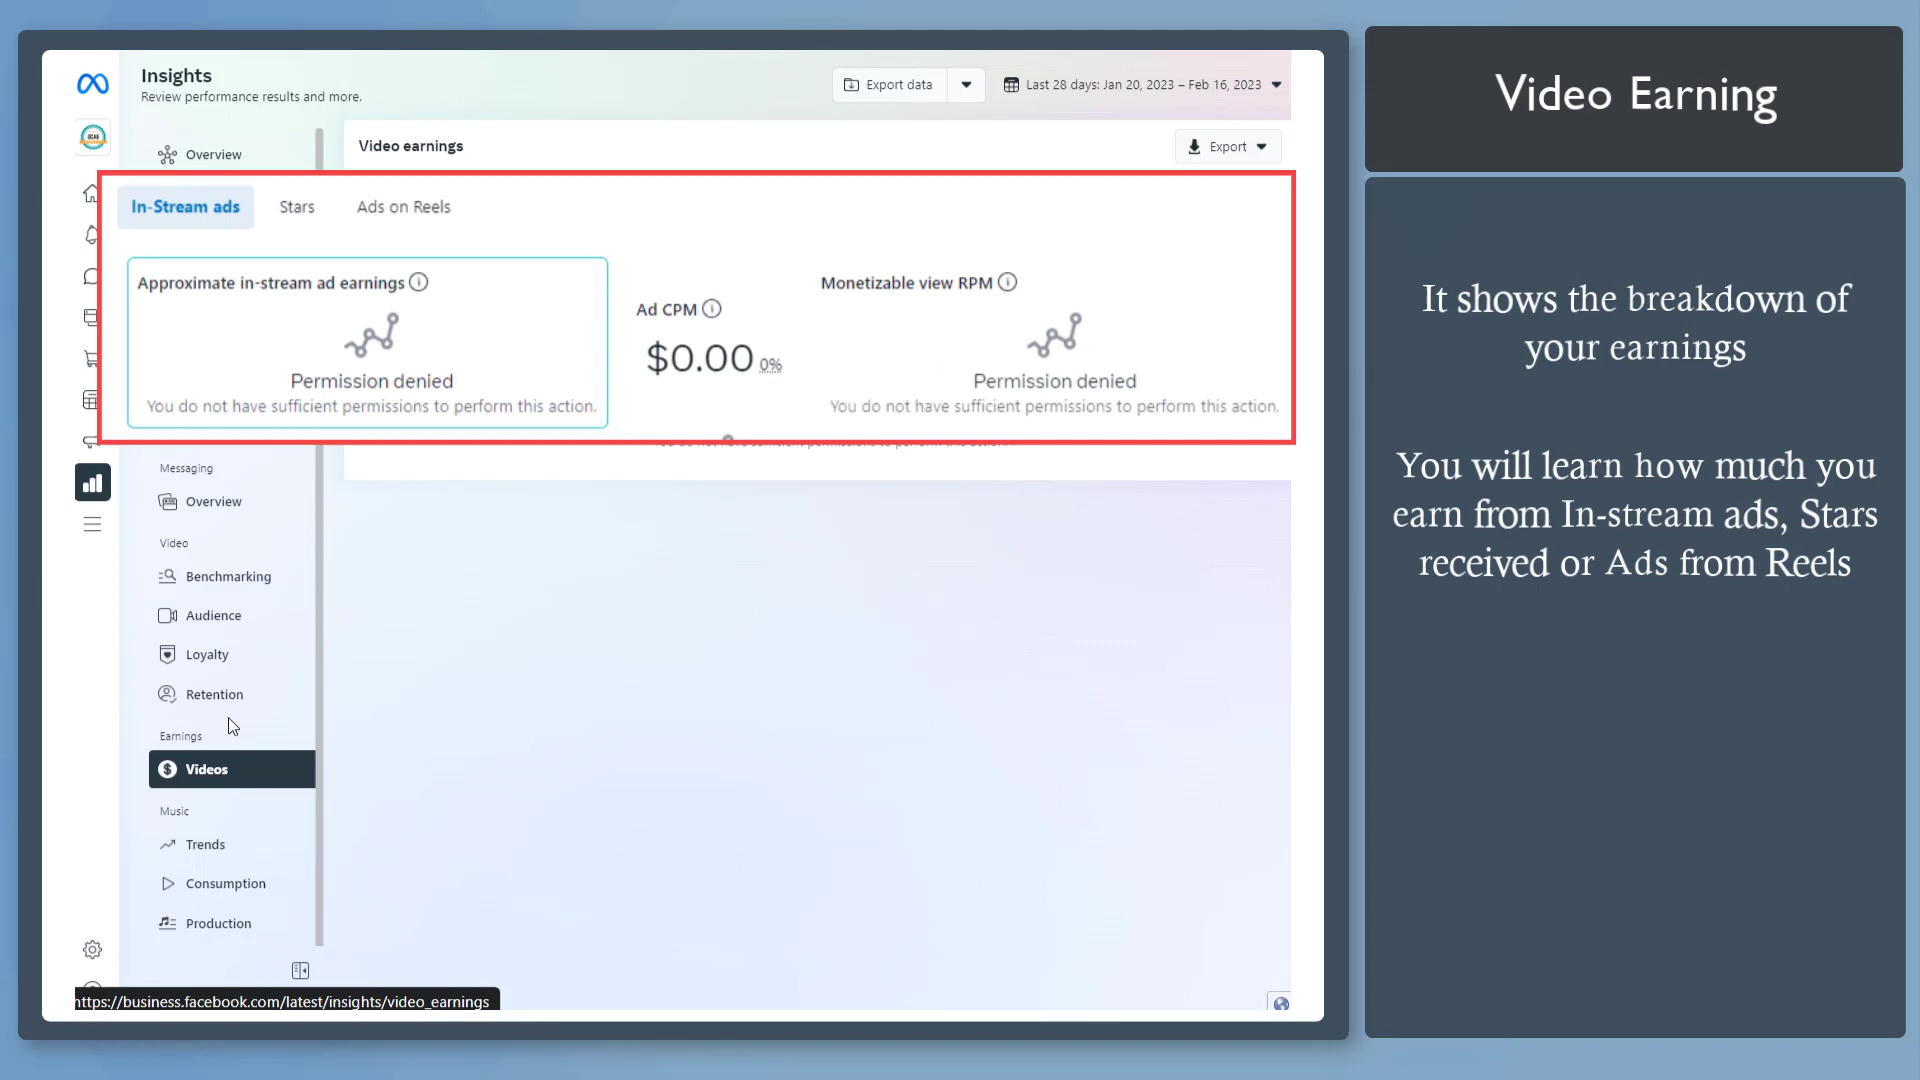 Insights
Review performance results and more.
Export data
Last 28 days: Jan 20, 2023 – Feb 16, 2023
OCAS
Overview
Video earnings
Export
In-Stream ads
Stars
Ads on Reels
Approximate in-stream ad earnings
Permission denied
You do not have sufficient permissions to perform this action.
Ad CPM
$0.00 0%
Monetizable view RPM
Permission denied
You do not have sufficient permissions to perform this action.
Messaging
Overview
Video
Benchmarking
Audience
Loyalty
Retention
Earnings
Videos
Music
Trends
Consumption
Production
https://business.facebook.com/latest/insights/video_earnings
Video Earning
It shows the breakdown of
your earnings
You will learn how much you
earn from In-stream ads, Stars
received or Ads from Reels